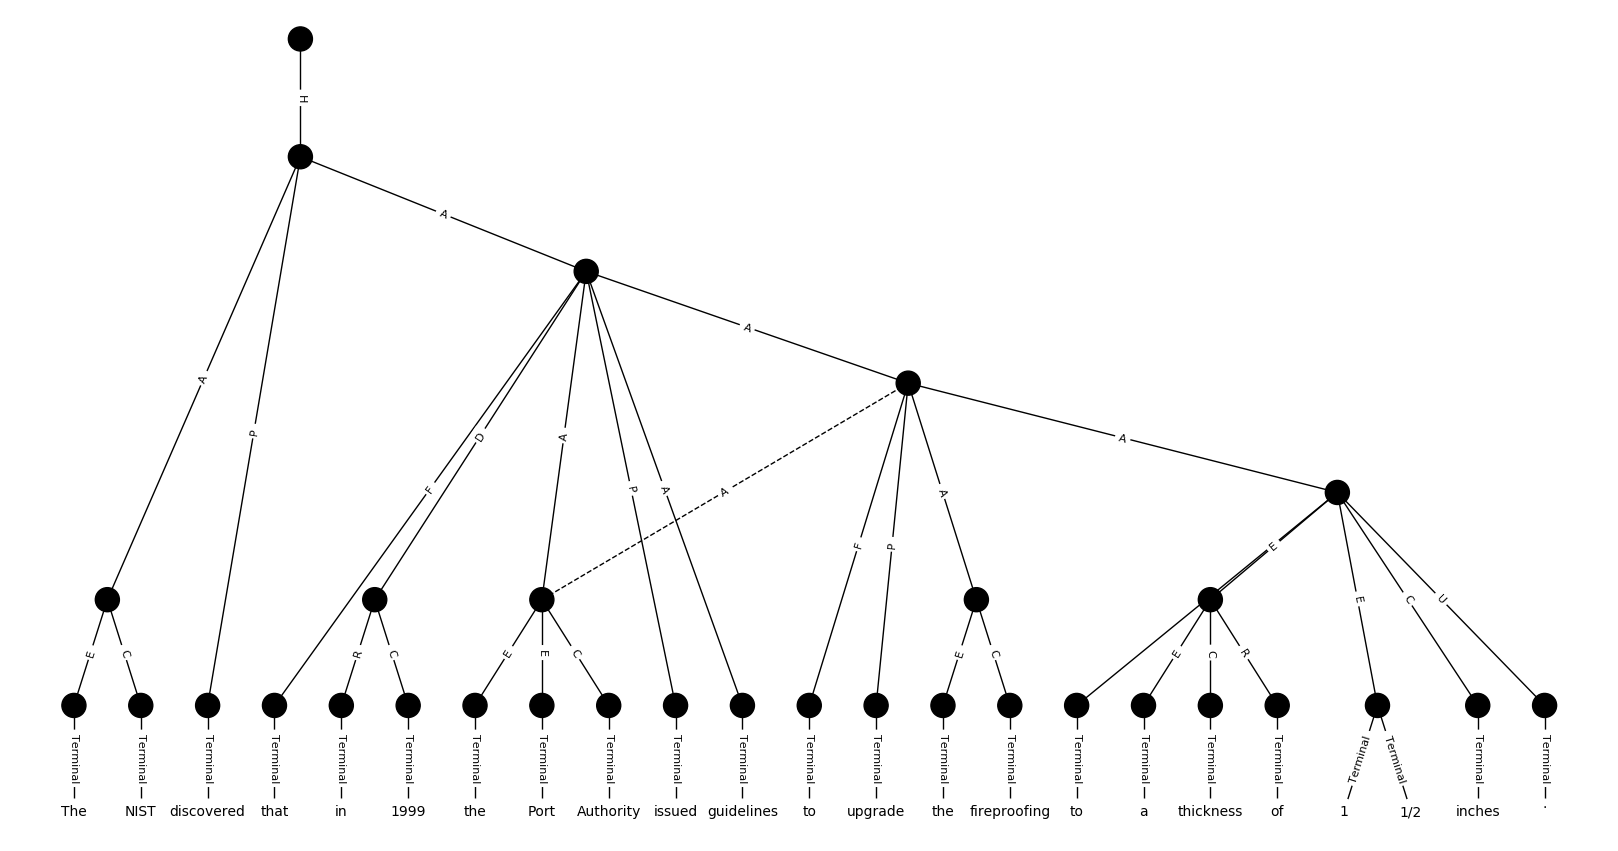 H
A
A
A
P
D
A
A
F
P
A
A
A
F
P
E
E
C
U
E
C
R
C
E
E
C
E
C
E
C
R
Terminal Terminal Terminal Terminal Terminal Terminal Terminal Terminal Terminal Terminal Terminal Terminal Terminal Terminal Terminal Terminal Terminal Terminal Terminal Terminal Terminal Terminal Terminal
The NIST discovered that in 1999 the Port Authority issued guidelines to upgrade the fireproofing to a thickness of 1 1/2 inches .